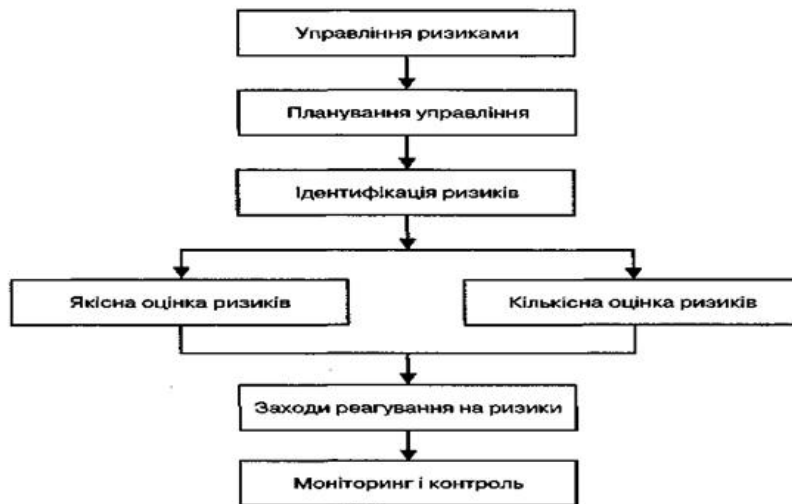 Управління ризиками
Планування управління
Ідентифікація ризиків
Якісна оцінка ризиків
Кількісна оцінка ризиків
Заходи реагування на ризики
Моніторинг і контроль